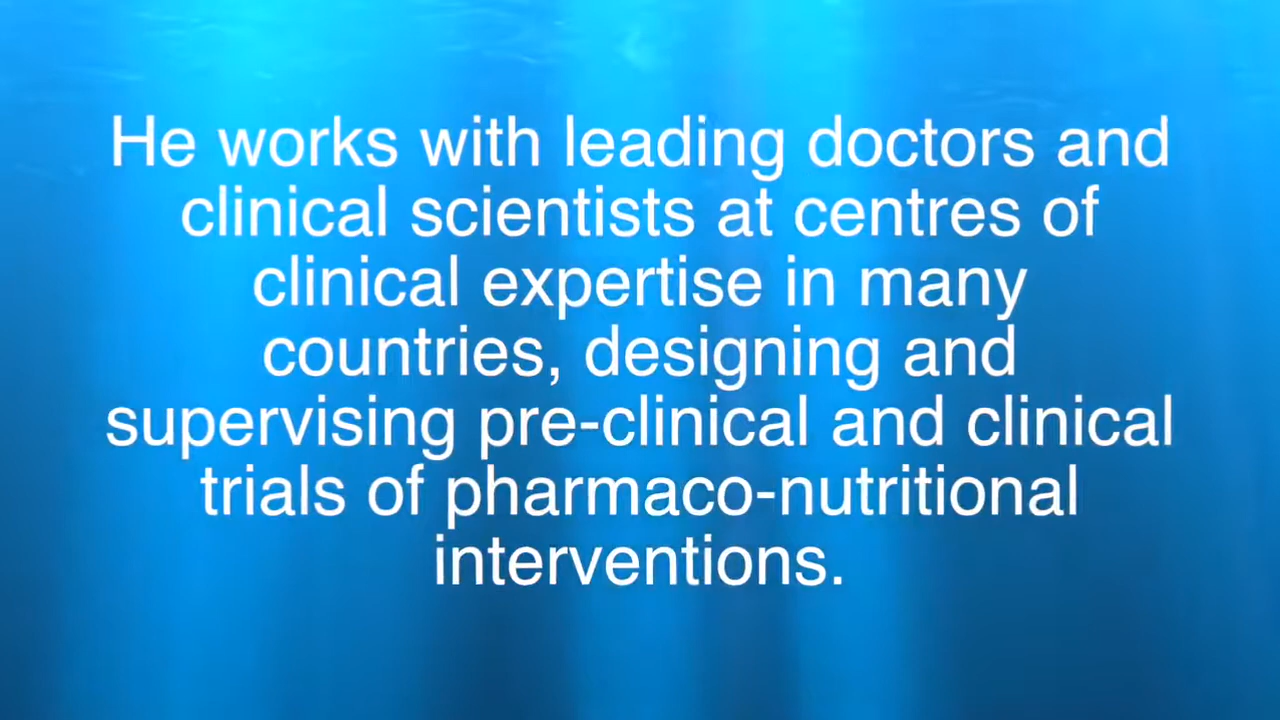 He works with leading doctors and
clinical scientists at centres of
clinical expertise in many
countries, designing and
supervising pre-clinical and clinical
trials of pharmaco-nutritional
interventions.